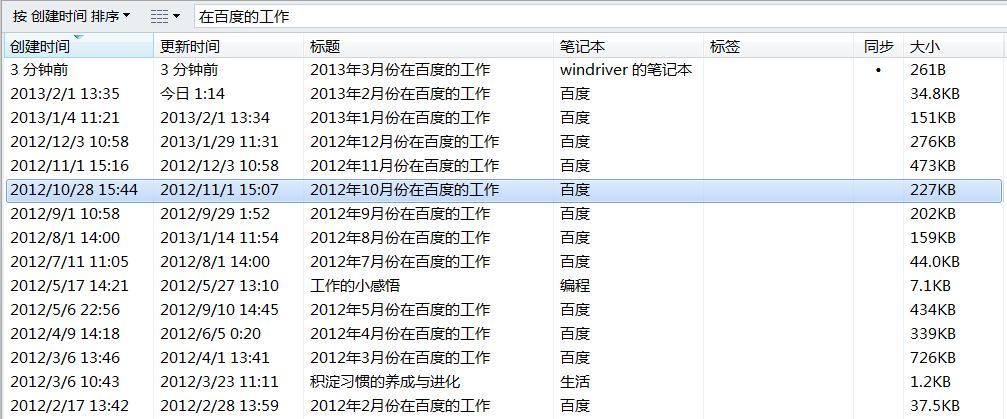 按 创建时间 排序 在百度的工作
创建时间 更新时间 标题 笔记本 标签 同步 大小
3 分钟前 3 分钟前 2013年3月份在百度的工作 windriver 的笔记本 • 261B
2013/2/1 13:35 今日 1:14 2013年2月份在百度的工作 百度 34.8KB
2013/1/4 11:21 2013/2/1 13:34 2013年1月份在百度的工作 百度 151KB
2012/12/3 10:58 2013/1/29 11:31 2012年12月份在百度的工作 百度 276KB
2012/11/1 15:16 2012/12/3 10:58 2012年11月份在百度的工作 百度 473KB
2012/10/28 15:44 2012/11/1 15:07 2012年10月份在百度的工作 百度 227KB
2012/9/1 10:58 2012/9/29 1:52 2012年9月份在百度的工作 百度 202KB
2012/8/1 14:00 2013/1/14 11:54 2012年8月份在百度的工作 百度 159KB
2012/7/11 11:05 2012/8/1 14:00 2012年7月份在百度的工作 百度 44.0KB
2012/5/17 14:21 2012/5/27 13:10 工作的小感悟 编程 7.1KB
2012/5/6 22:56 2012/9/10 14:45 2012年5月份在百度的工作 百度 434KB
2012/4/9 14:18 2012/6/5 0:20 2012年4月份在百度的工作 百度 339KB
2012/3/6 13:46 2012/4/1 13:41 2012年3月份在百度的工作 百度 726KB
2012/3/6 10:43 2012/3/23 11:11 积淀习惯的养成与进化 生活 1.2KB
2012/2/17 13:42 2012/2/28 13:59 2012年2月份在百度的工作 百度 37.5KB